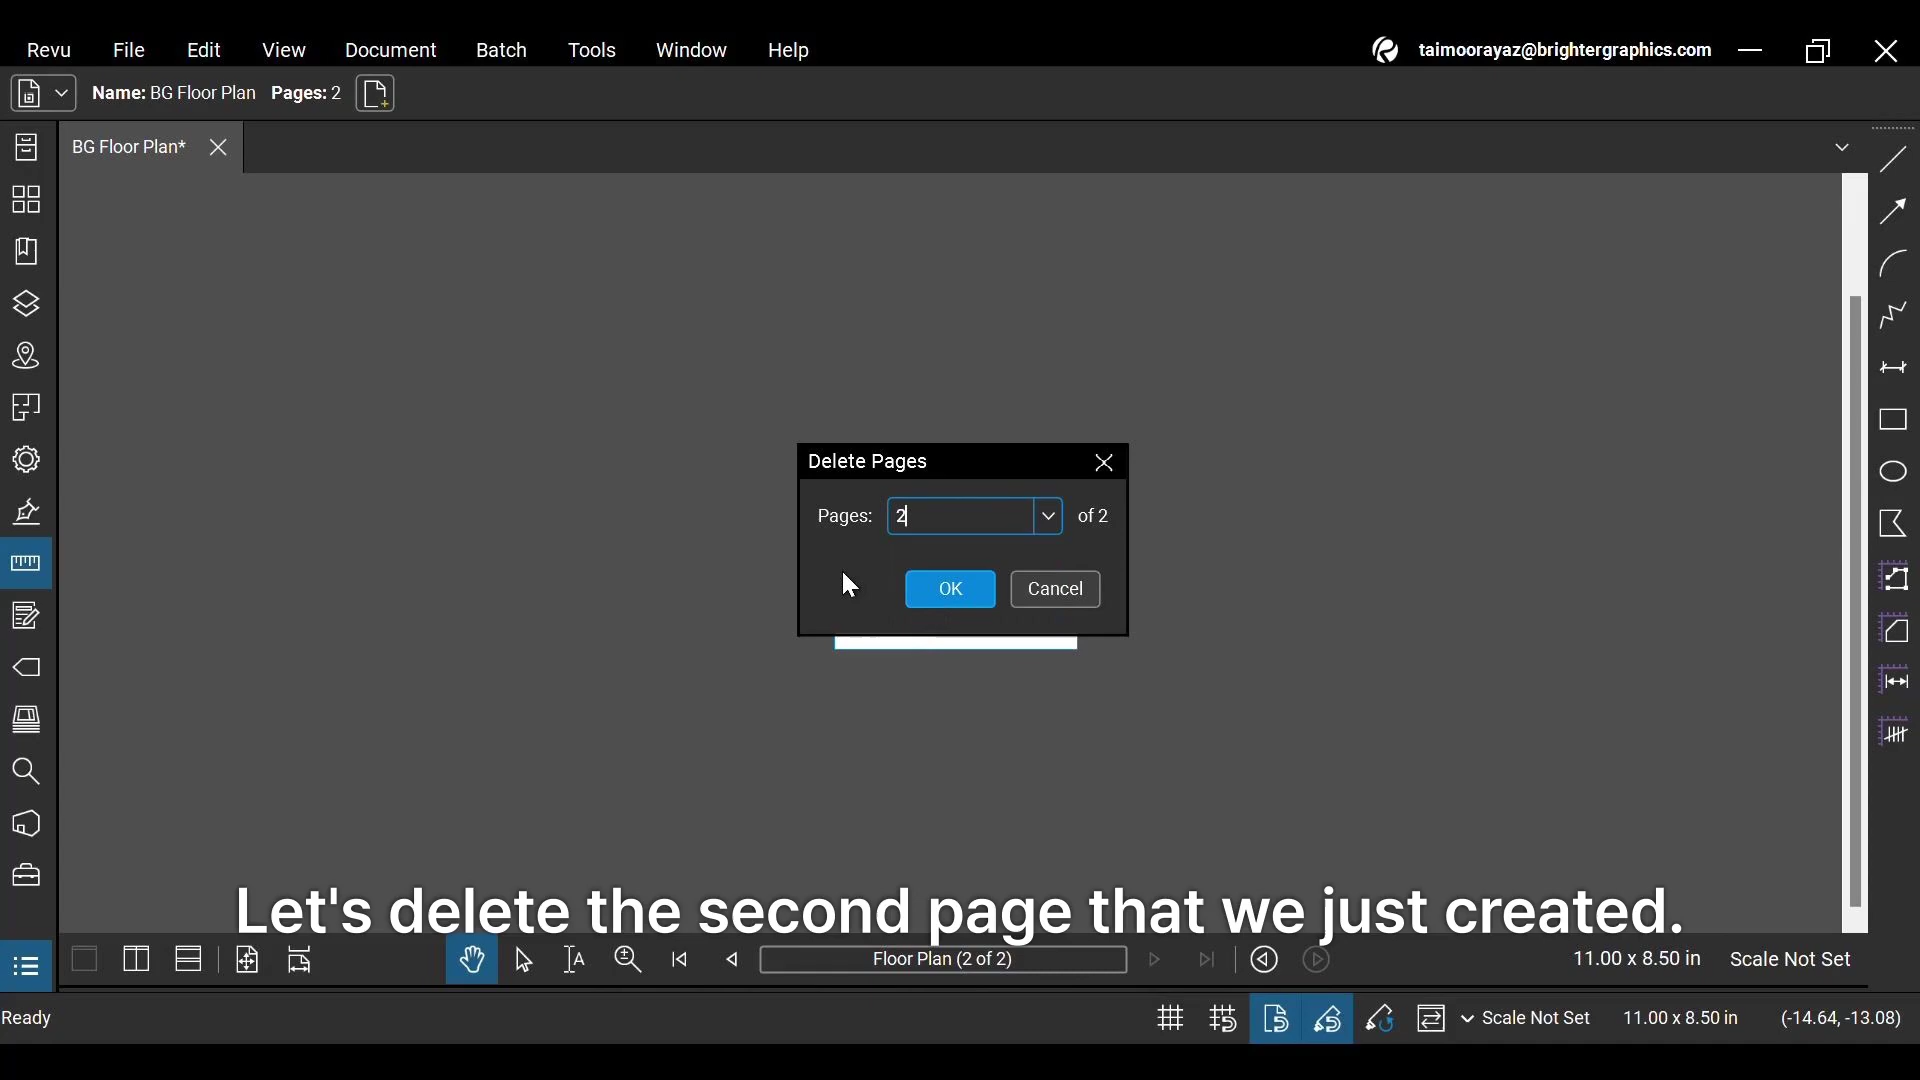 Revu File Edit View Document Batch Tools Window Help taimoorayaz@brightergraphics.com
Name: BG Floor Plan Pages: 2
BG Floor Plan*
Delete Pages
Pages: 2 of 2
OK Cancel
Let's delete the second page that we just created.
Floor Plan (2 of 2) 11.00 x 8.50 in Scale Not Set
Ready Scale Not Set 11.00 x 8.50 in (-14.64, -13.08)